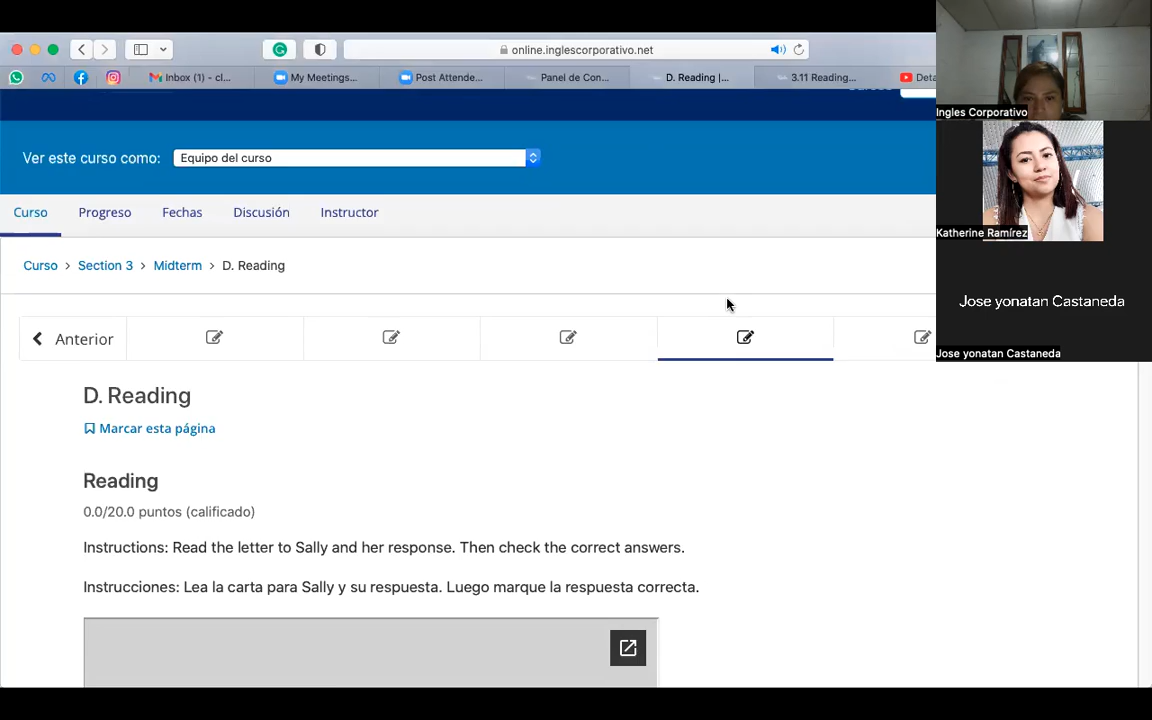 online.inglescorporativo.net
Inbox (1) – cl...
My Meetings...
Post Attende...
Panel de Con...
D. Reading |...
3.11 Reading...
Deta
Ver este curso como:
Equipo del curso
Curso
Progreso
Fechas
Discusión
Instructor
Curso > Section 3 > Midterm > D. Reading
Anterior
D. Reading
Marcar esta página
Reading
0.0/20.0 puntos (calificado)
Instructions: Read the letter to Sally and her response. Then check the correct answers.
Instrucciones: Lea la carta para Sally y su respuesta. Luego marque la respuesta correcta.
Ingles Corporativo
Katherine Ramírez
Jose yonatan Castaneda
Jose yonatan Castaneda